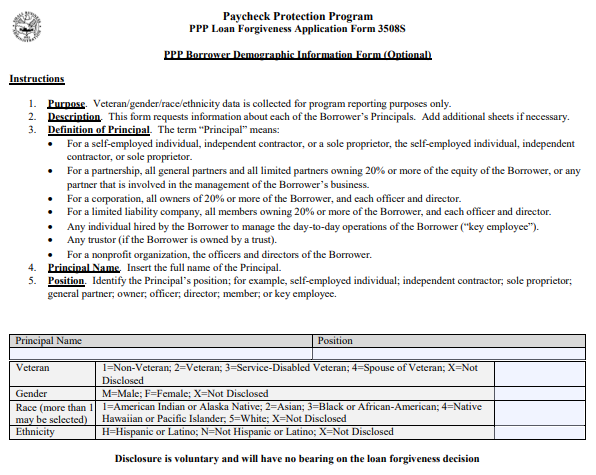 Paycheck Protection Program
PPP Loan Forgiveness Application Form 3508S
PPP Borrower Demographic Information Form (Optional)
Instructions
1. Purpose. Veteran/gender/race/ethnicity data is collected for program reporting purposes only.
2. Description. This form requests information about each of the Borrower's Principals. Add additional sheets if necessary.
3. Definition of Principal. The term "Principal" means:
• For a self-employed individual, independent contractor, or a sole proprietor, the self-employed individual, independent
contractor, or sole proprietor.
• For a partnership, all general partners and all limited partners owning 20% or more of the equity of the Borrower, or any
partner that is involved in the management of the Borrower's business.
• For a corporation, all owners of 20% or more of the Borrower, and each officer and director.
• For a limited liability company, all members owning 20% or more of the Borrower, and each officer and director.
• Any individual hired by the Borrower to manage the day-to-day operations of the Borrower ("key employee").
• Any trustor (if the Borrower is owned by a trust).
• For a nonprofit organization, the officers and directors of the Borrower.
4. Principal Name. Insert the full name of the Principal.
5. Position. Identify the Principal's position; for example, self-employed individual; independent contractor; sole proprietor;
general partner; owner; officer; director; member; or key employee.
Principal Name Position
Veteran 1=Non-Veteran; 2=Veteran; 3=Service-Disabled Veteran; 4=Spouse of Veteran; X=Not
Disclosed
Gender M=Male; F=Female; X=Not Disclosed
Race (more than 1 1=American Indian or Alaska Native; 2=Asian; 3=Black or African-American; 4=Native
may be selected) Hawaiian or Pacific Islander; 5=White; X=Not Disclosed
Ethnicity H=Hispanic or Latino; N=Not Hispanic or Latino; X=Not Disclosed
Disclosure is voluntary and will have no bearing on the loan forgiveness decision